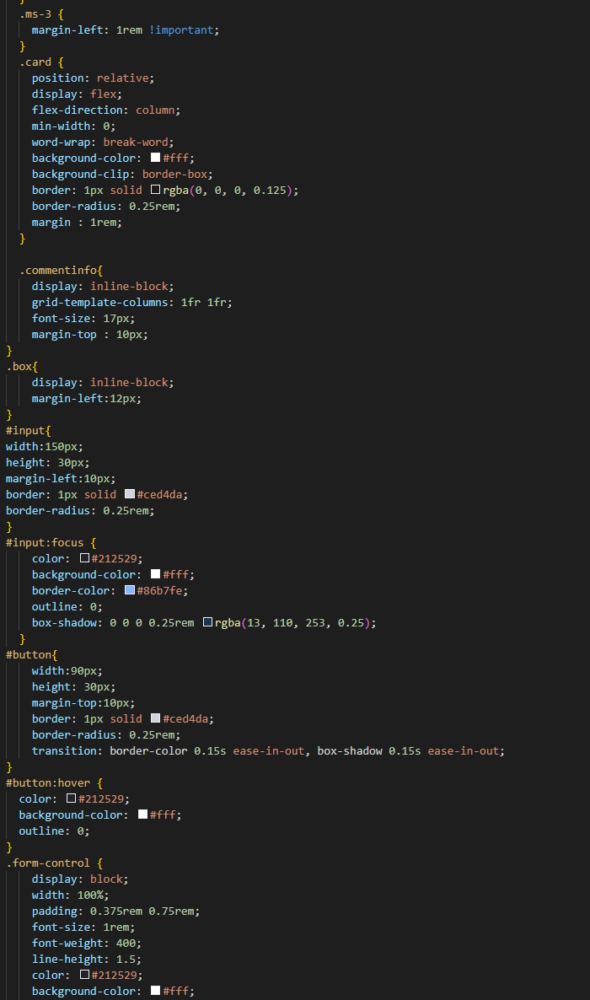 }
.ms-3 {
margin-left: 1rem !important;
}
.card {
position: relative;
display: flex;
flex-direction: column;
min-width: 0;
word-wrap: break-word;
background-color: #fff;
background-clip: border-box;
border: 1px solid rgba(0, 0, 0, 0.125);
border-radius: 0.25rem;
margin : 1rem;
}
.commentinfo{
display: inline-block;
grid-template-columns: 1fr 1fr;
font-size: 17px;
margin-top : 10px;
}
.box{
display: inline-block;
margin-left:12px;
}
#input{
width:150px;
height: 30px;
margin-left:10px;
border: 1px solid #ced4da;
border-radius: 0.25rem;
}
#input:focus {
color: #212529;
background-color: #fff;
border-color: #86b7fe;
outline: 0;
box-shadow: 0 0 0 0.25rem rgba(13, 110, 253, 0.25);
}
#button{
width:90px;
height: 30px;
margin-top:10px;
border: 1px solid #ced4da;
border-radius: 0.25rem;
transition: border-color 0.15s ease-in-out, box-shadow 0.15s ease-in-out;
}
#button:hover {
color: #212529;
background-color: #fff;
outline: 0;
}
.form-control {
display: block;
width: 100%;
padding: 0.375rem 0.75rem;
font-size: 1rem;
font-weight: 400;
line-height: 1.5;
color: #212529;
background-color: #fff;